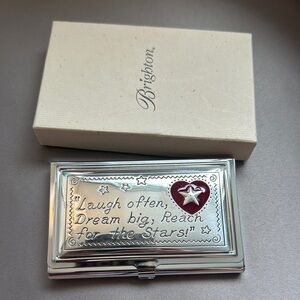 Brighton®
"Laugh often,
Dream big, Reach
for the Stars!"